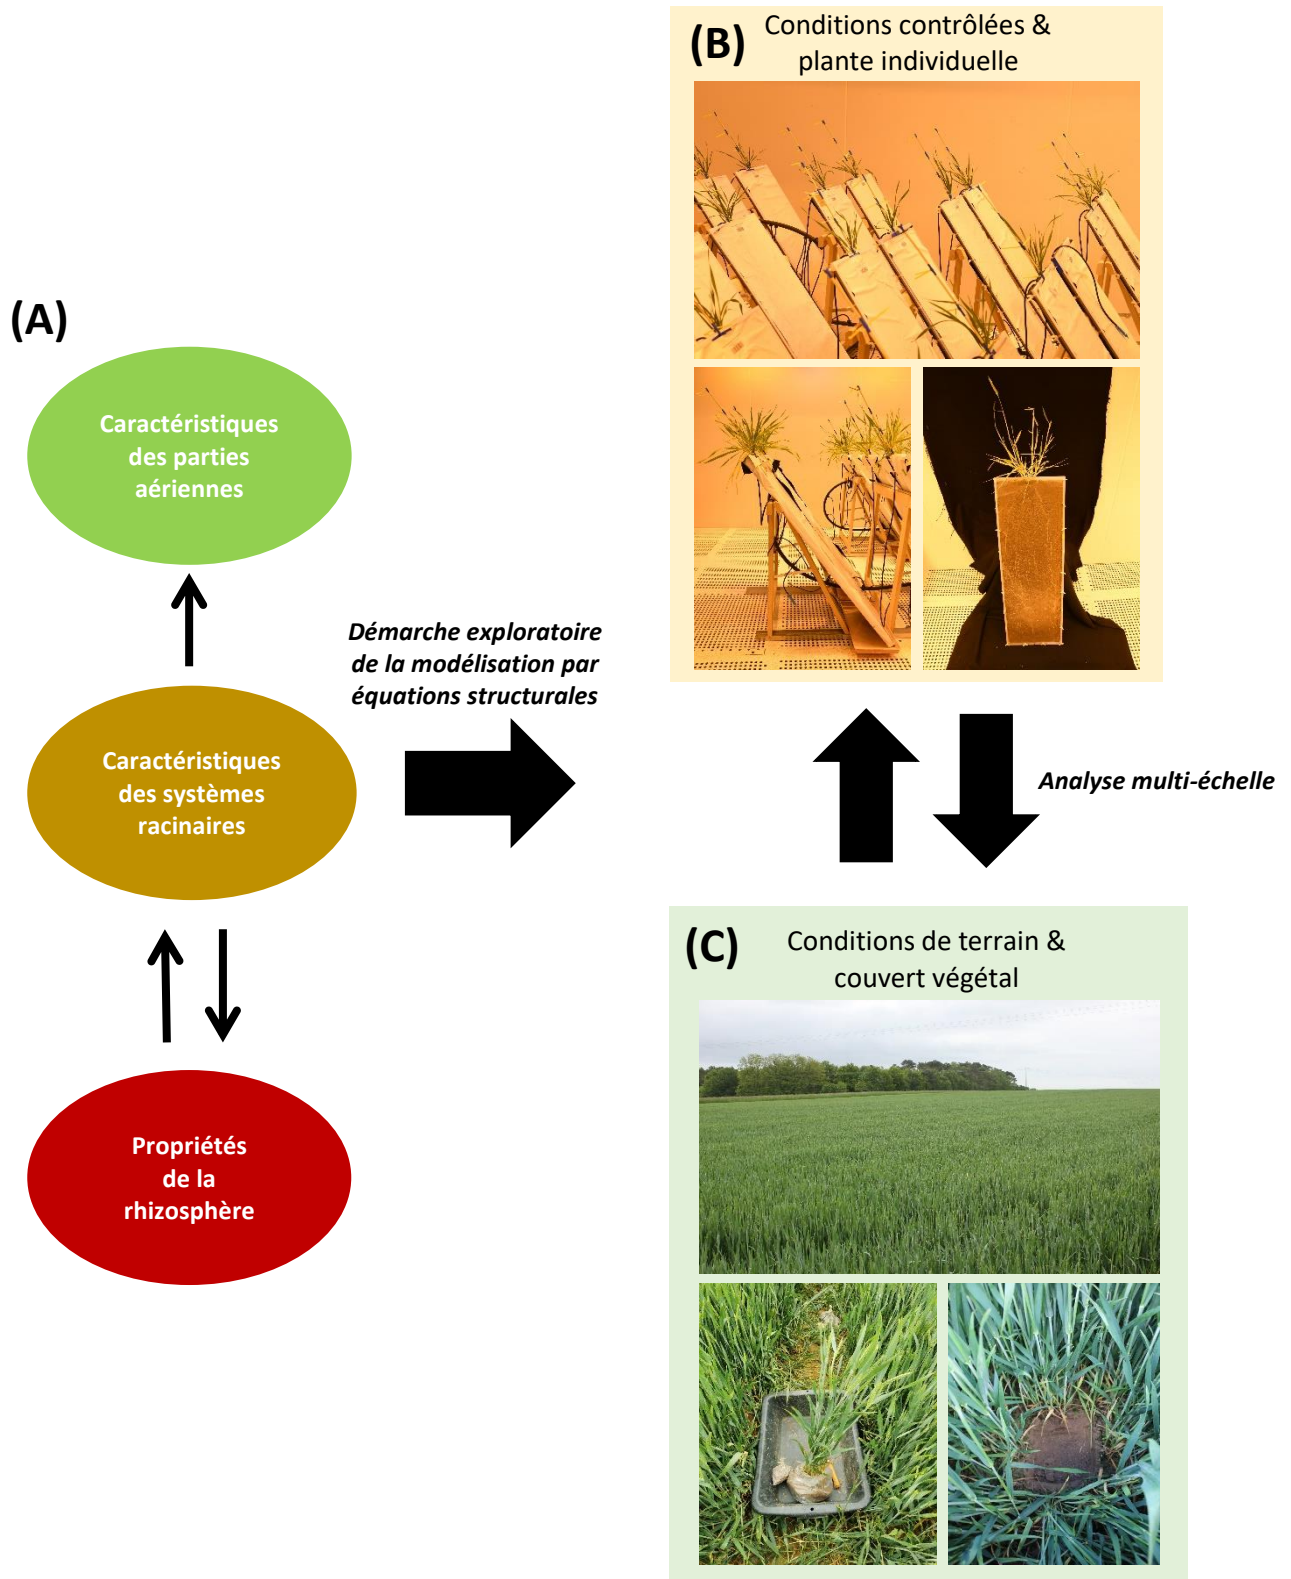 (A)
Caractéristiques
des parties
aériennes
Caractéristiques
des systèmes
racinaires
Propriétés
de la
rhizosphère
Démarche exploratoire
de la modélisation par
équations structurales
(B)
Conditions contrôlées &
plante individuelle
Analyse multi-échelle
(C)
Conditions de terrain &
couvert végétal